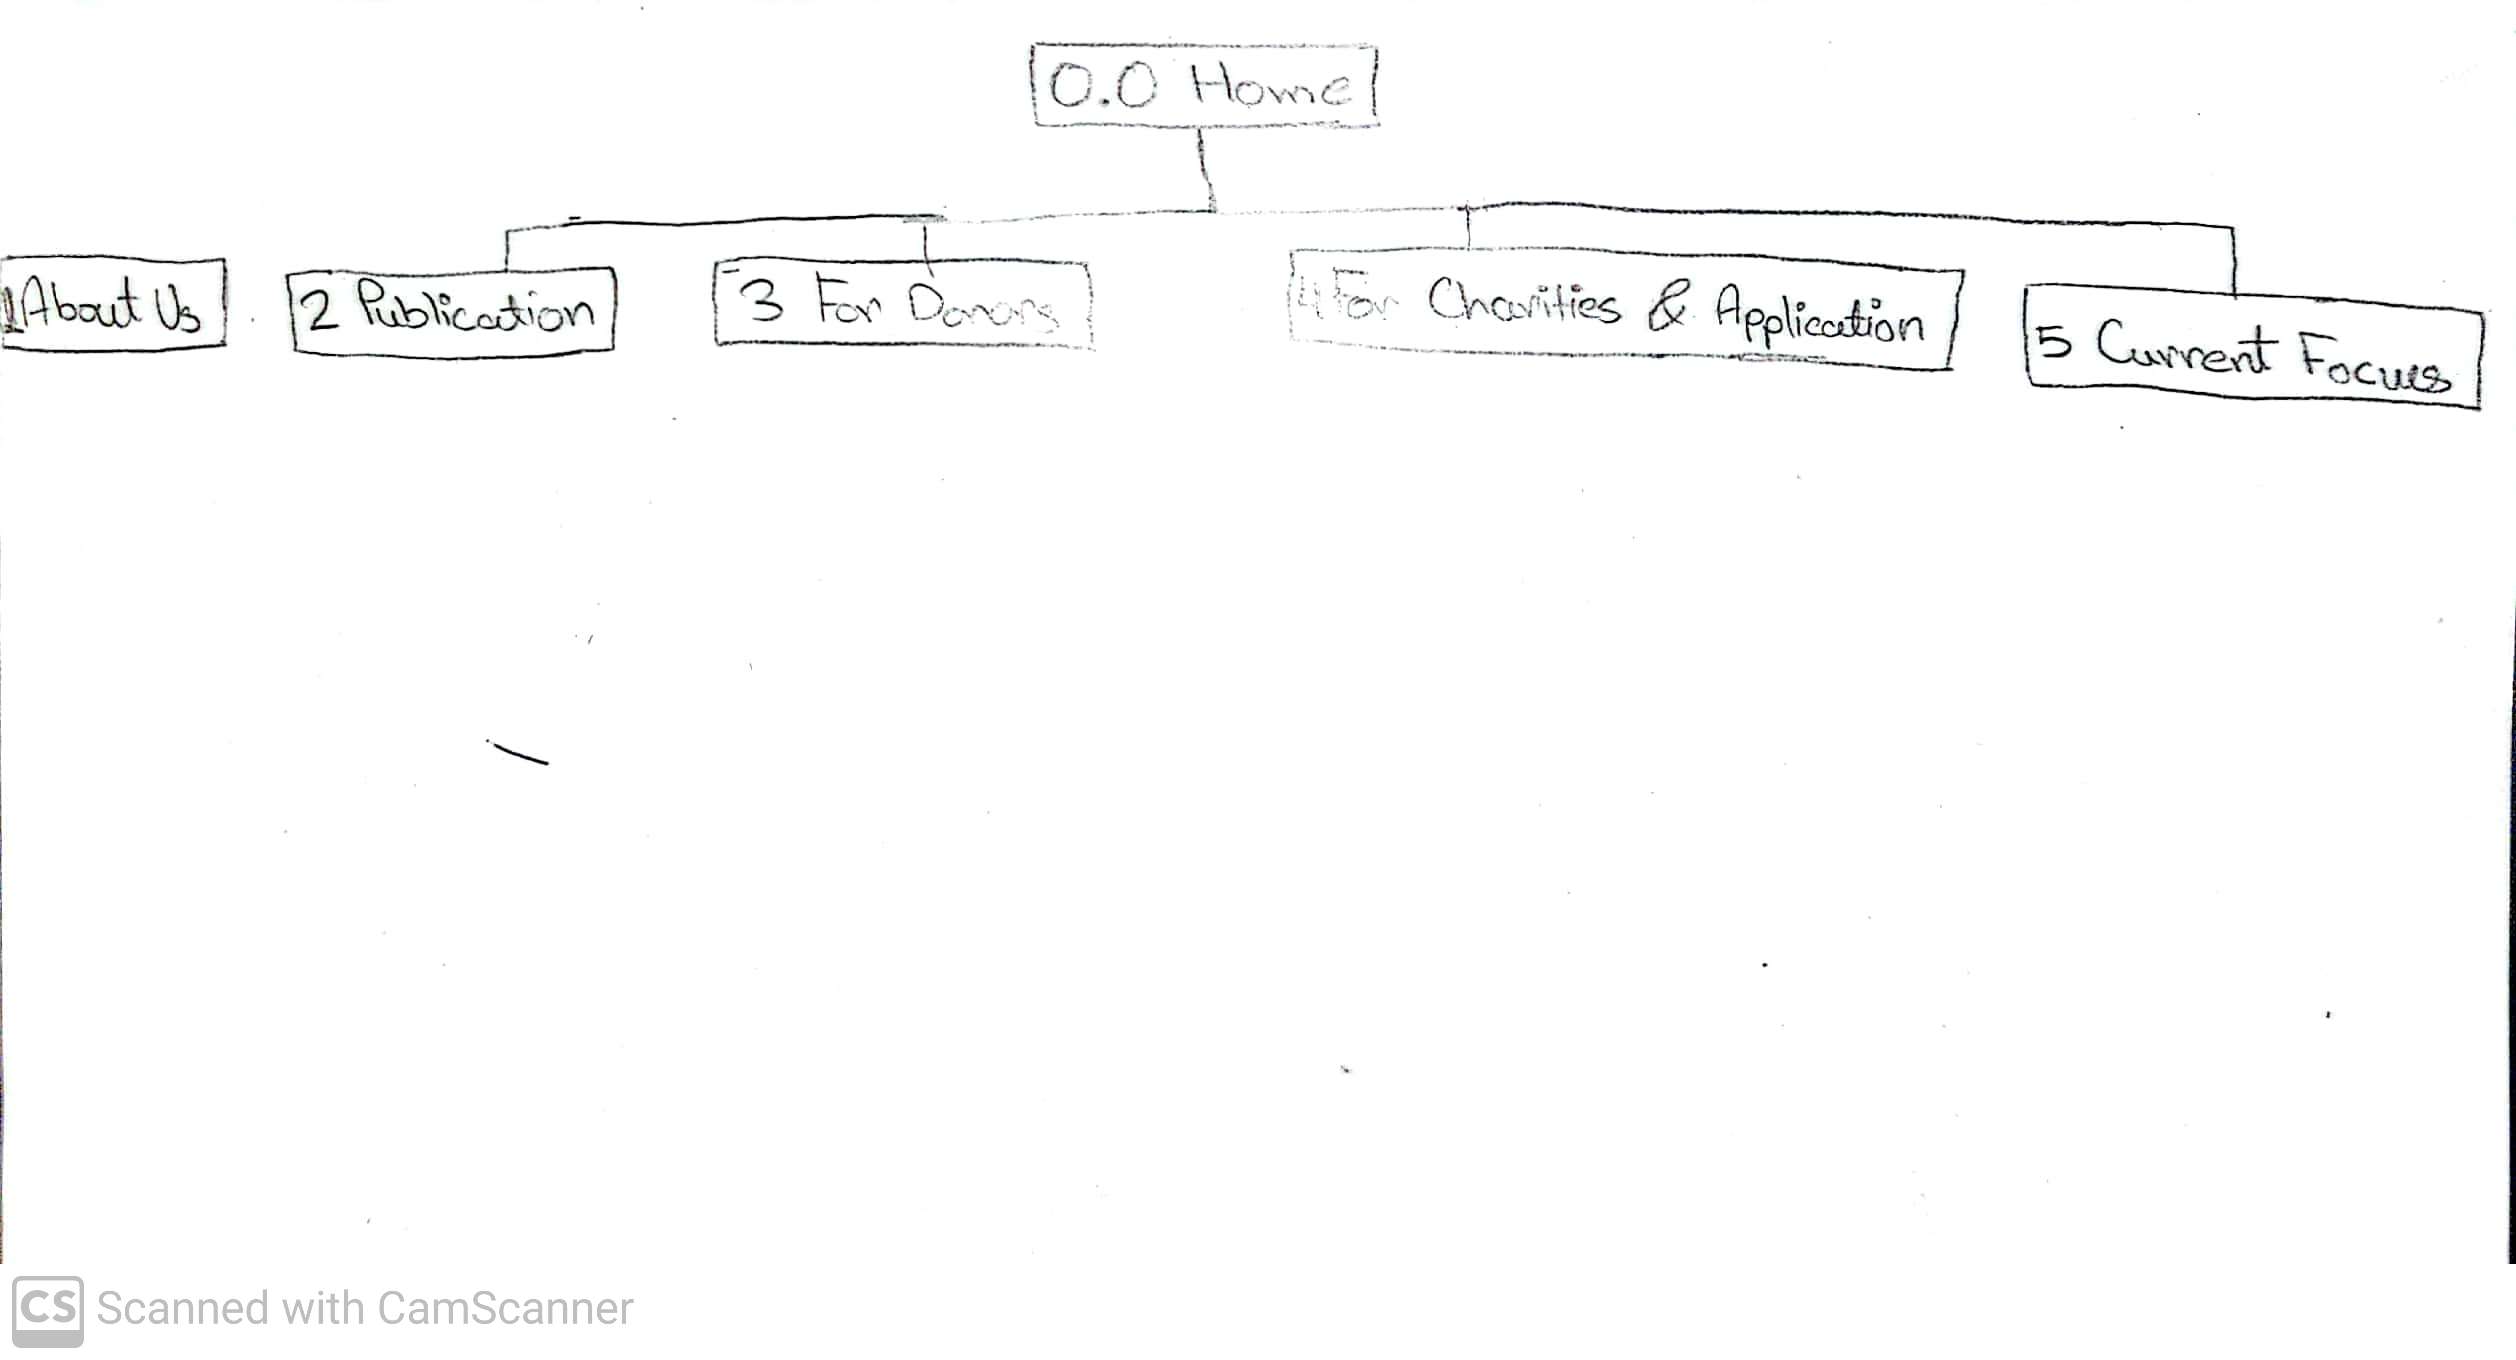 0.0 Home
1 About Us
2 Publication
3 For Donors
4 For Charities & Application
5 Current Focus
CS Scanned with CamScanner